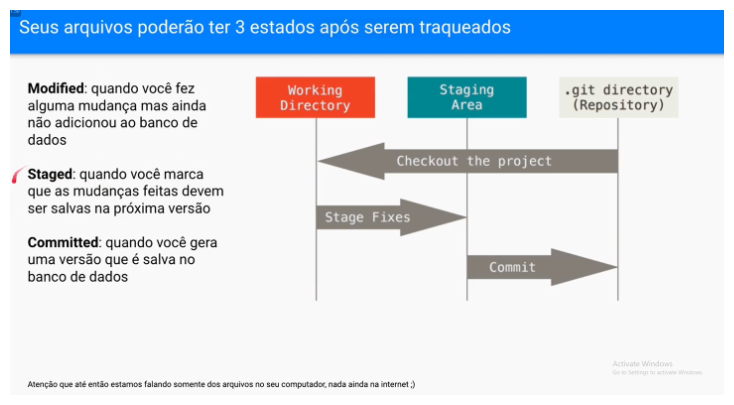 Seus arquivos poderão ter 3 estados após serem traqueados
Modified: quando você fez
alguma mudança mas ainda
não adicionou ao banco de
dados
Staged: quando você marca
que as mudanças feitas devem
ser salvas na próxima versão
Committed: quando você gera
uma versão que é salva no
banco de dados
Working
Directory
Staging
Area
.git directory
(Repository)
Checkout the project
Stage Fixes
Commit
Activate Windows
Go to Settings to activate Windows.
Atenção que até então estamos falando somente dos arquivos no seu computador, nada ainda na internet ;)